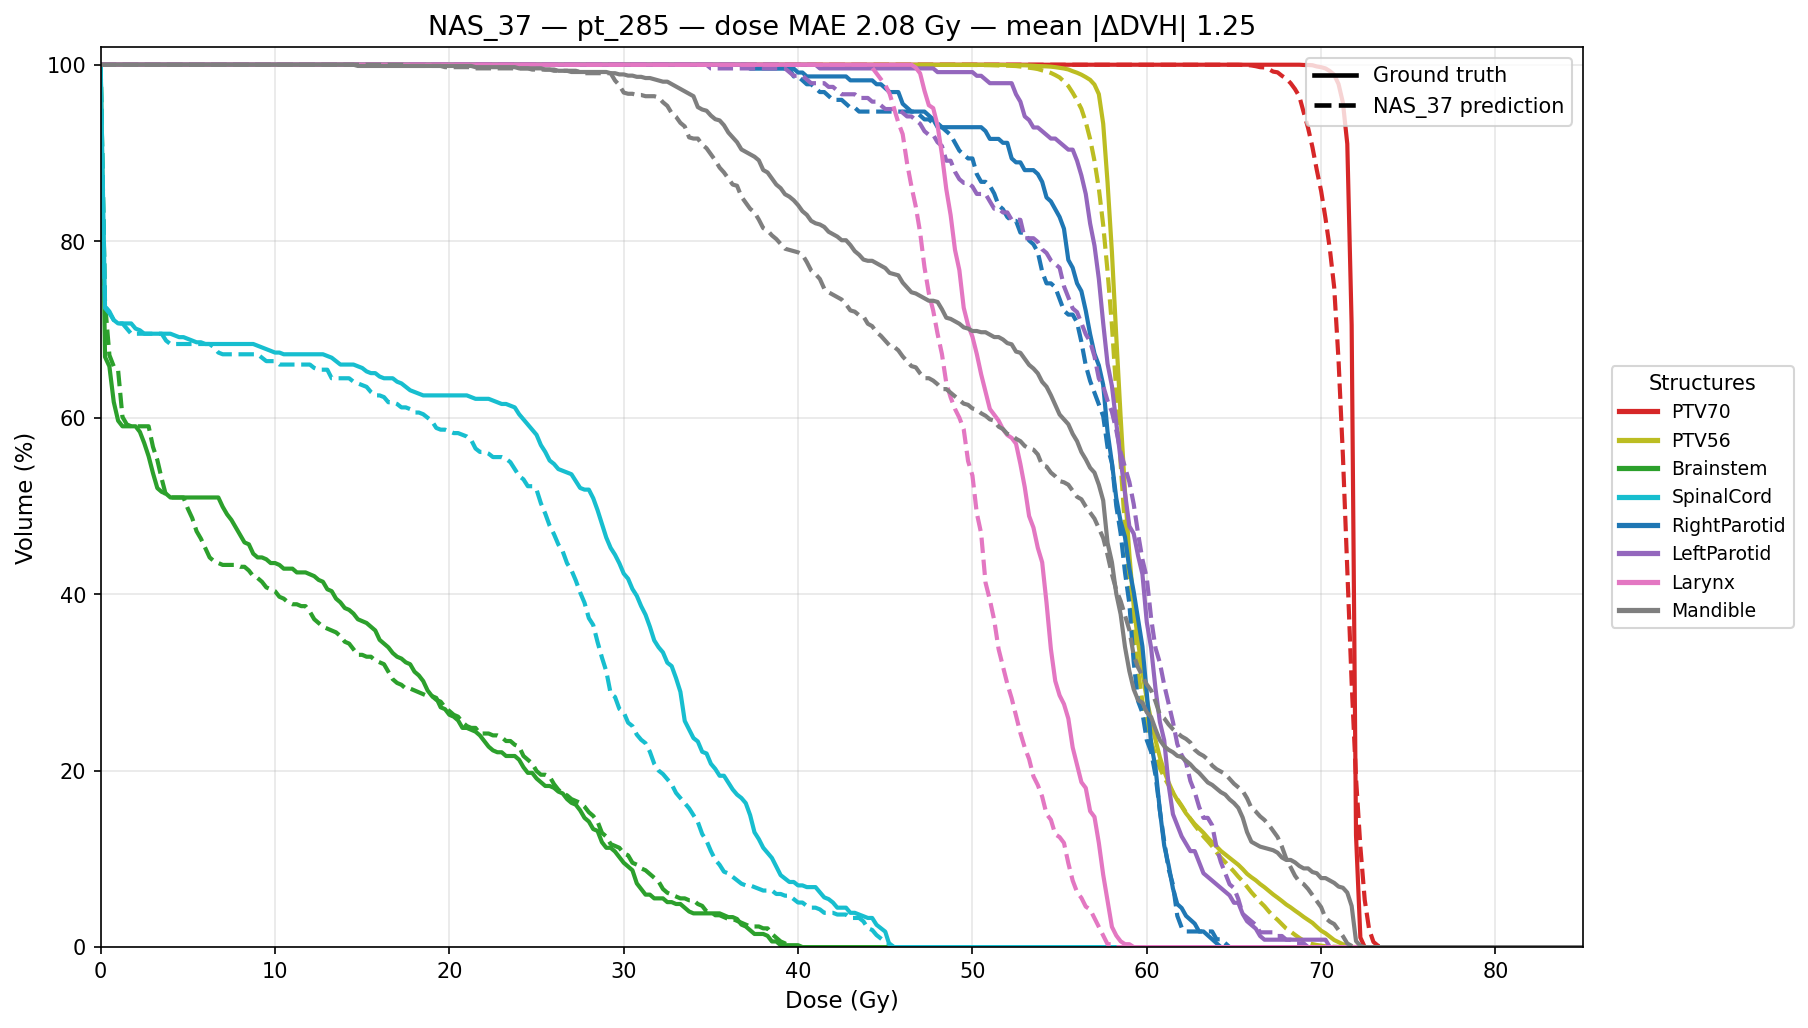 NAS_37 — pt_285 — dose MAE 2.08 Gy — mean |ΔDVH| 1.25
Ground truth
NAS_37 prediction
Volume (%)
100
80
60
40
20
0
0 10 20 30 40 50 60 70 80
Dose (Gy)
Structures
PTV70
PTV56
Brainstem
SpinalCord
RightParotid
LeftParotid
Larynx
Mandible